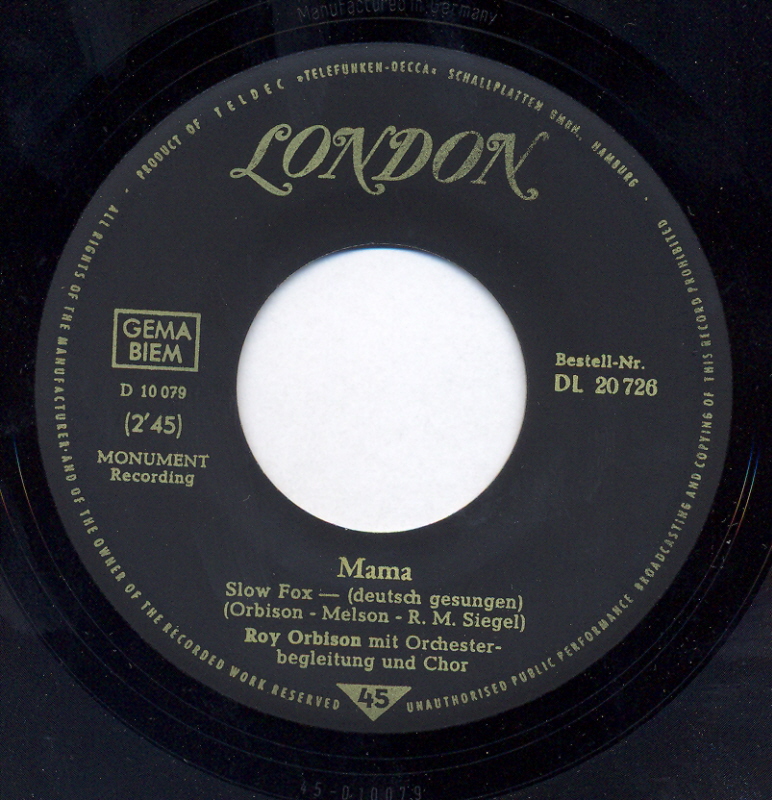 Manufactured in Germany
PRODUCT OF TELDEC »TELEFUNKEN-DECCA« SCHALLPLATTEN GMBH., HAMBURG ·
LONDON
GEMA
BIEM
D 10 079
(2'45)
MONUMENT
Recording
Bestell-Nr.
DL 20 726
Mama
Slow Fox — (deutsch gesungen)
(Orbison - Melson - R. M. Siegel)
Roy Orbison mit Orchester-
begleitung und Chor
45
ALL RIGHTS OF THE MANUFACTURER·AND OF THE OWNER OF THE RECORDED WORK RESERVED
UNAUTHORISED PUBLIC PERFORMANCE BROADCASTING AND COPYING OF THIS RECORD PROHIBITED
45-D10079